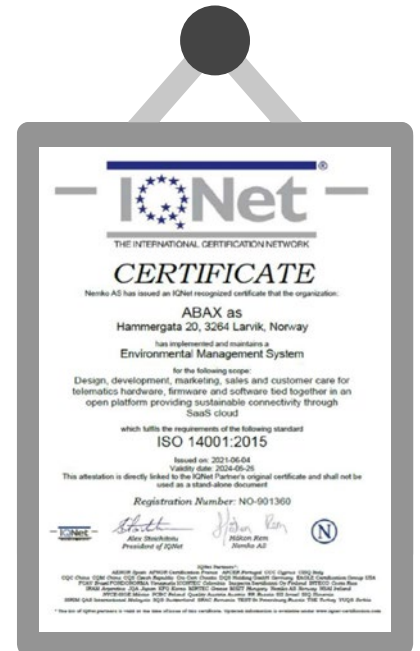 IQNet ®
THE INTERNATIONAL CERTIFICATION NETWORK
CERTIFICATE
Nemko AS has issued an IQNet recognized certificate that the organization:
ABAX as
Hammergata 20, 3264 Larvik, Norway
has implemented and maintains a
Environmental Management System
for the following scope:
Design, development, marketing, sales and customer care for
telematics hardware, firmware and software tied together in an
open platform providing sustainable connectivity through
SaaS cloud
which fulfils the requirements of the following standard
ISO 14001:2015
Issued on: 2021-06-04
Validity date: 2024-06-26
This attestation is directly linked to the IQNet Partner's original certificate and shall not be
used as a stand-alone document
Registration Number: NO-901360
IQNet
Alex Stoichitoiu
President of IQNet
Håkon Rem
Nemko AS
N
IQNet Partners*: